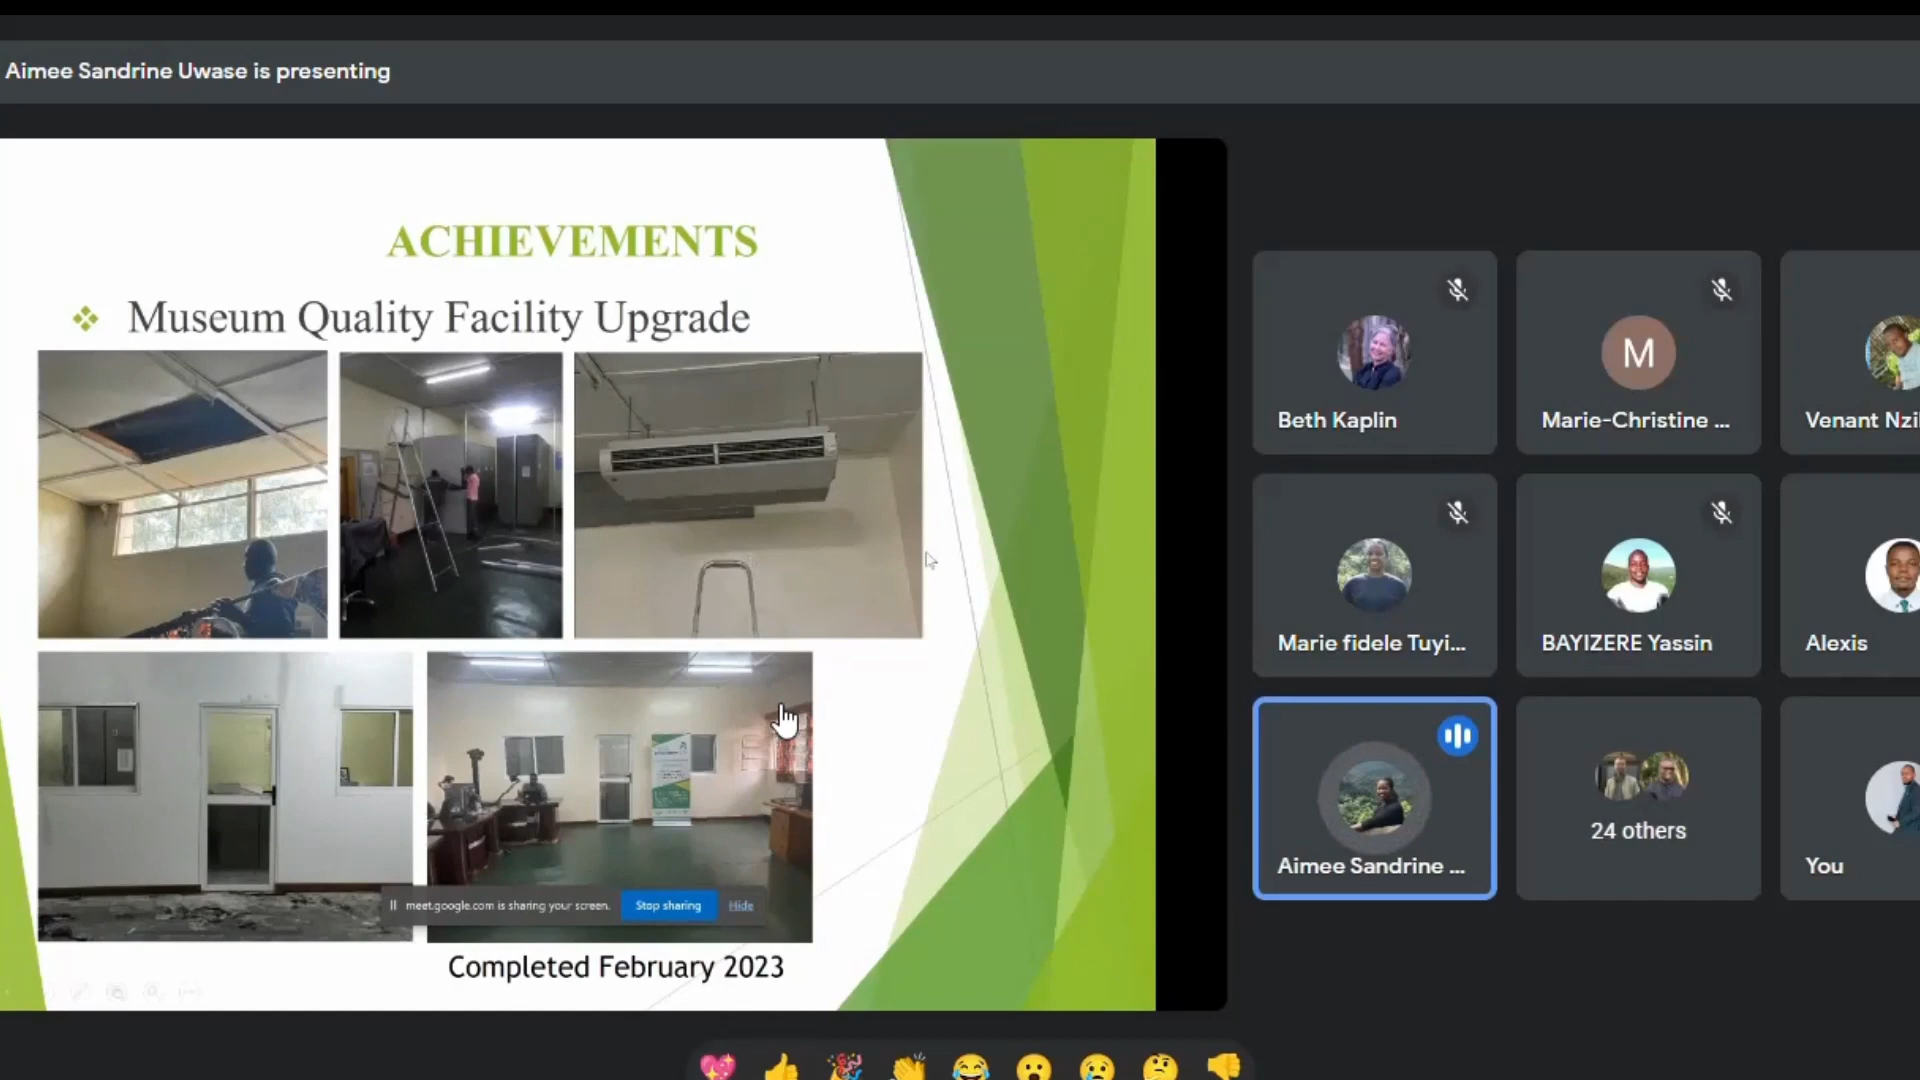 Aimee Sandrine Uwase is presenting
ACHIEVEMENTS
Museum Quality Facility Upgrade
meet.google.com is sharing your screen.
Stop sharing
Hide
Completed February 2023
Beth Kaplin
M
Marie-Christine ...
Venant Nzi
Marie fidele Tuyi...
BAYIZERE Yassin
Alexis
Aimee Sandrine ...
24 others
You